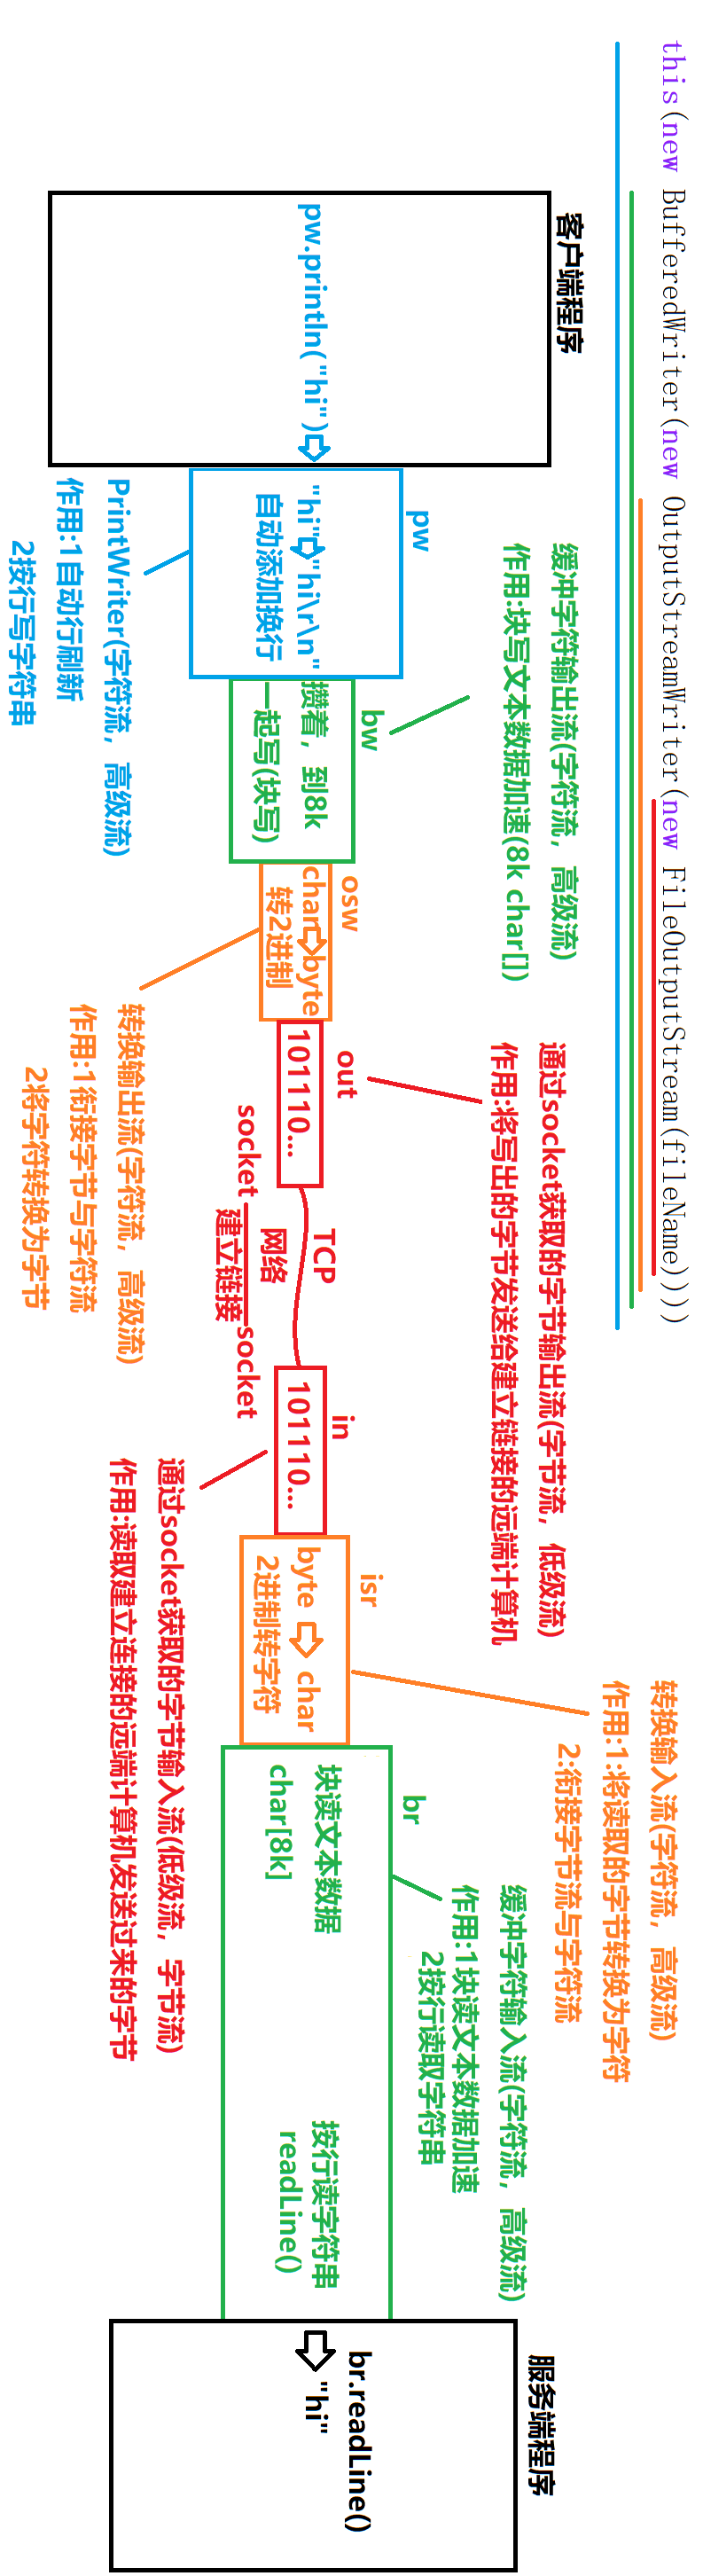 this(new BufferedWriter(new OutputStreamWriter(new FileOutputStream(fileName))))
客户端程序
pw.println("hi")
pw
"hi" "hi\r\n"
自动添加换行
PrintWriter(字符流，高级流)
作用:1自动行刷新
2按行写字符串
缓冲字符输出流(字符流，高级流)
作用:块写文本数据加速(8k char[])
bw
攒着，到8k
一起写(块写)
osw
char byte
转2进制
转换输出流(字符流，高级流)
作用:1衔接字节与字符流
2将字符转换为字节
通过socket获取的字节输出流(字节流，低级流)
作用:将写出的字节发送给建立链接的远端计算机
out
101110...
TCP
网络
socket
建立链接
socket
in
101110...
通过socket获取的字节输入流(低级流，字节流)
作用:读取建立连接的远端计算机发送过来的字节
isr
byte char
2进制转字符
转换输入流(字符流，高级流)
作用:1:将读取的字节转换为字符
2:衔接字节流与字符流
缓冲字符输入流(字符流，高级流)
作用:1块读文本数据加速
2按行读取字符串
br
块读文本数据
char[8k]
按行读字符串
readLine()
服务端程序
br.readLine()
"hi"